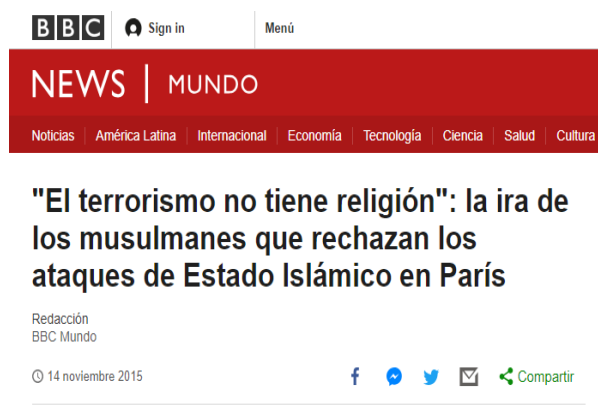 BBC Sign in Menú
NEWS | MUNDO
Noticias América Latina Internacional Economía Tecnología Ciencia Salud Cultura
"El terrorismo no tiene religión": la ira de
los musulmanes que rechazan los
ataques de Estado Islámico en París
Redacción
BBC Mundo
14 noviembre 2015 Compartir